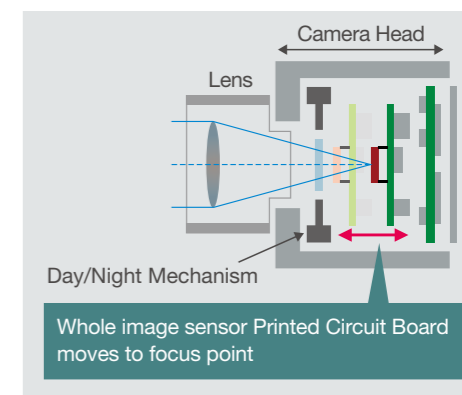 Camera Head
Lens
Day/Night Mechanism
Whole image sensor Printed Circuit Board
moves to focus point